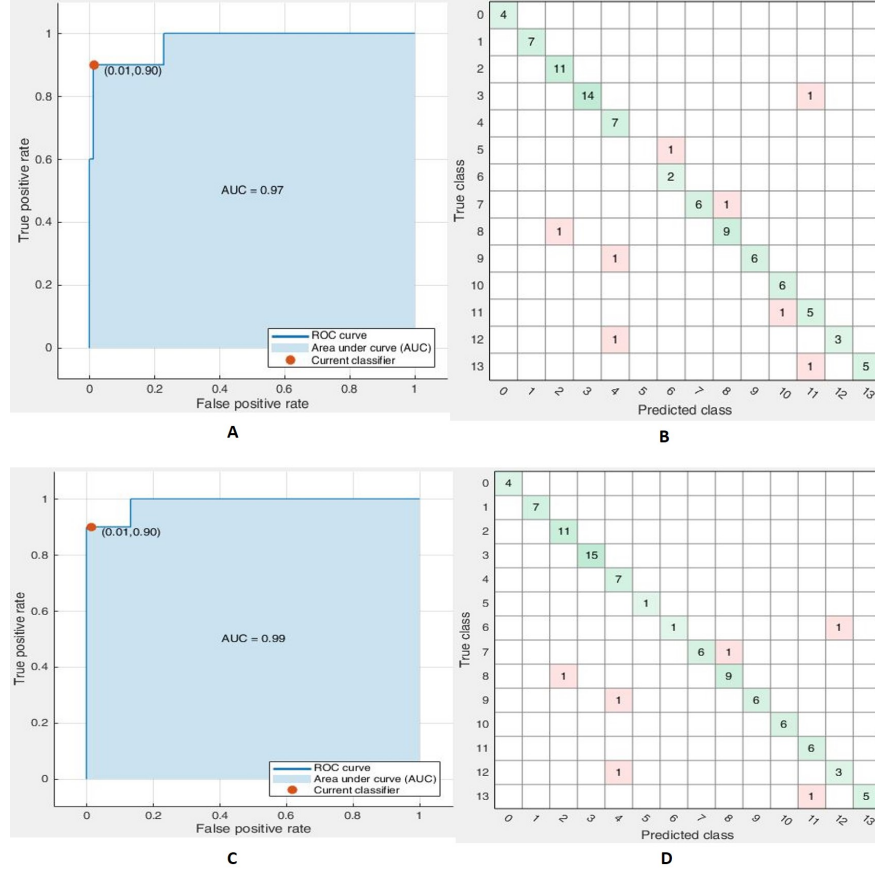 1
0.8
0.6
0.4
0.2
0
(0.01,0.90)
AUC = 0.97
ROC curve
Area under curve (AUC)
Current classifier
0 0.2 0.4 0.6 0.8 1
False positive rate
True positive rate
A
0 4
1 7
2 11
3 14 1
4 7
5 1
6 2
7 6 1
8 1 9
9 1 6
10 6
11 1 5
12 1 3
13 1 5
0 1 2 3 4 5 6 7 8 9 10 11 12 13
Predicted class
True class
B
1
0.8
0.6
0.4
0.2
0
(0.01,0.90)
AUC = 0.99
ROC curve
Area under curve (AUC)
Current classifier
0 0.2 0.4 0.6 0.8 1
False positive rate
True positive rate
C
0 4
1 7
2 11
3 15
4 7
5 1
6 1 1
7 6 1
8 1 9
9 1 6
10 6
11 6
12 1 3
13 1 5
0 1 2 3 4 5 6 7 8 9 10 11 12 13
Predicted class
True class
D